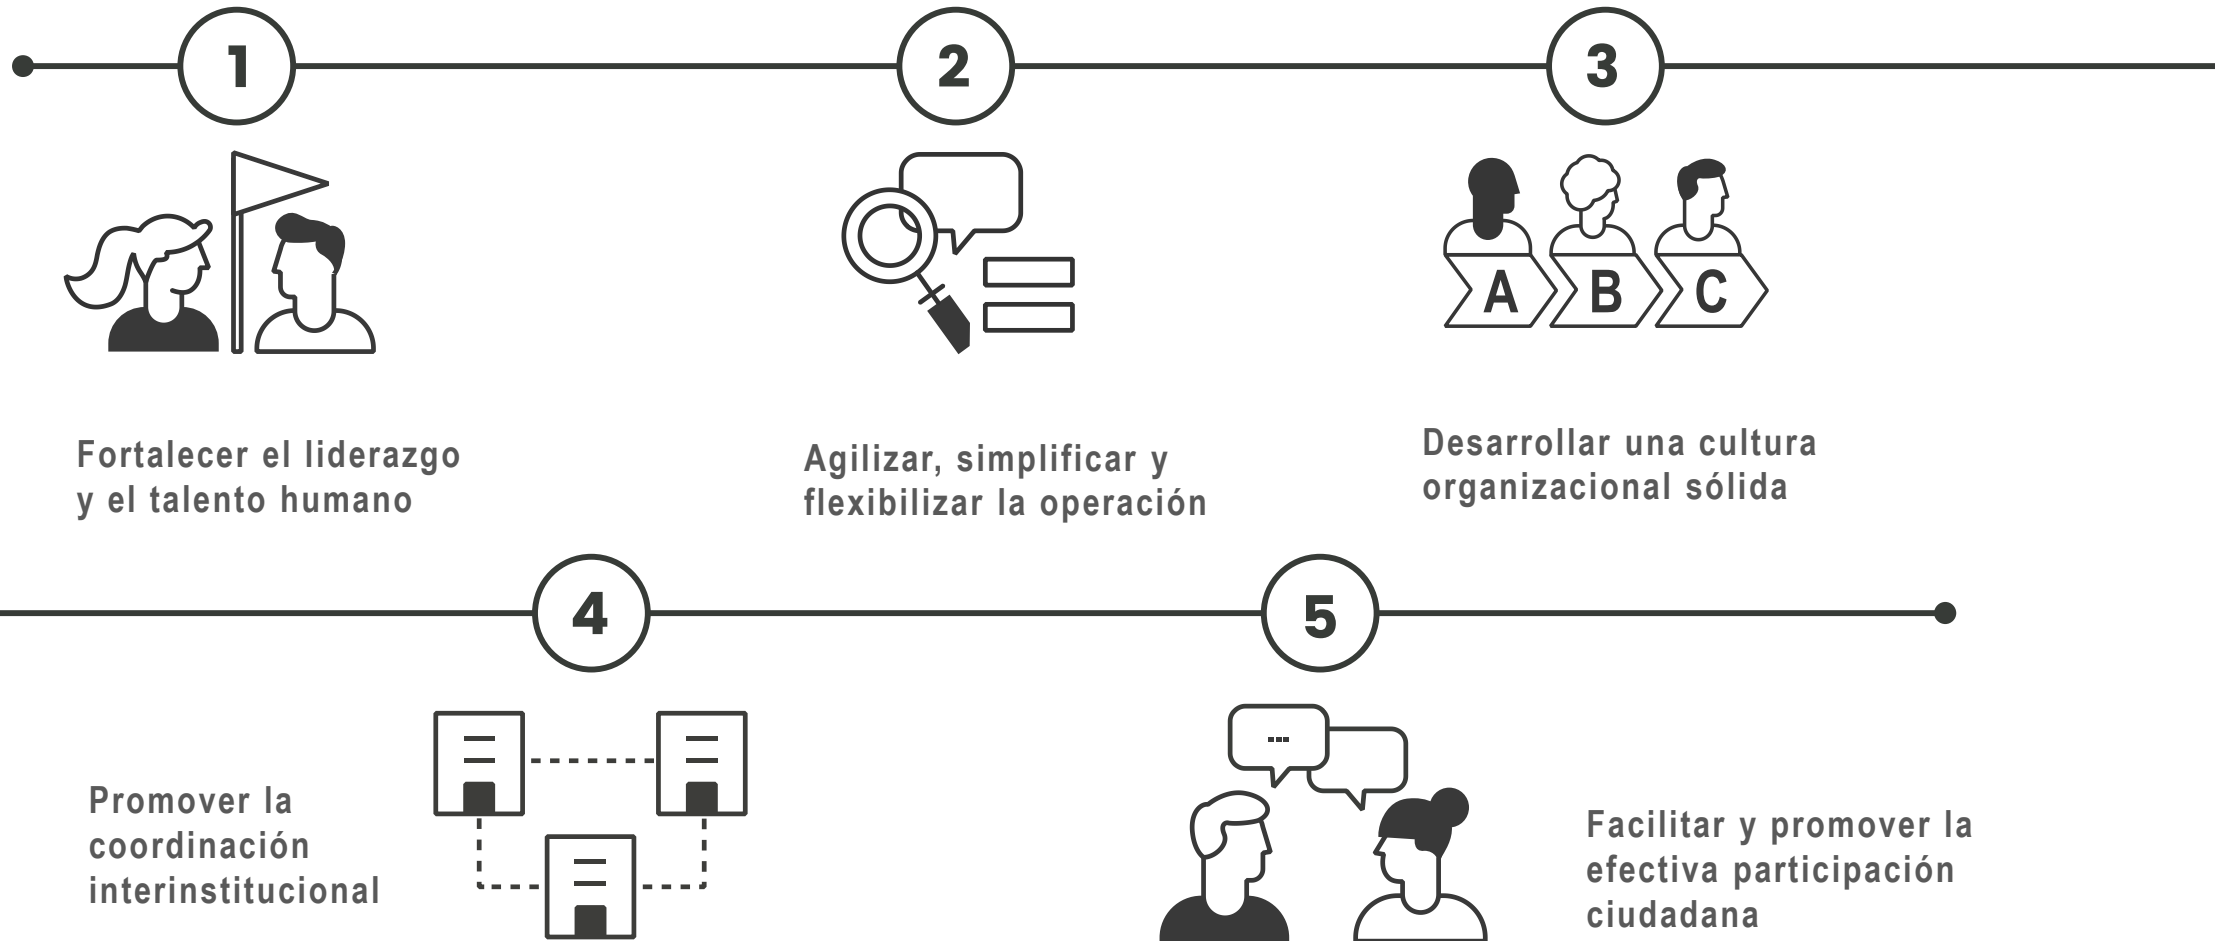 1
2
3
A B C
Fortalecer el liderazgo
y el talento humano
Agilizar, simplificar y
flexibilizar la operación
Desarrollar una cultura
organizacional sólida
4
5
...
Promover la
coordinación
interinstitucional
Facilitar y promover la
efectiva participación
ciudadana